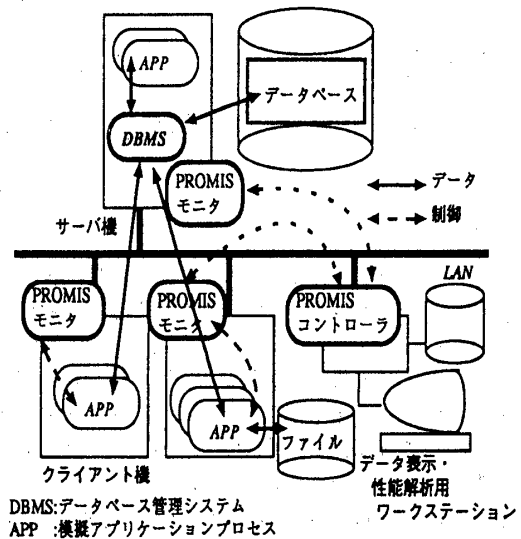 APP
データベース
DBMS
PROMIS
モニタ
データ
制御
サーバ機
LAN
PROMIS
モニタ
PROMIS
モニタ
PROMIS
コントローラ
APP
APP
ファイル
クライアント機
データ表示・
性能解析用
ワークステーション
DBMS:データベース管理システム
APP :模擬アプリケーションプロセス